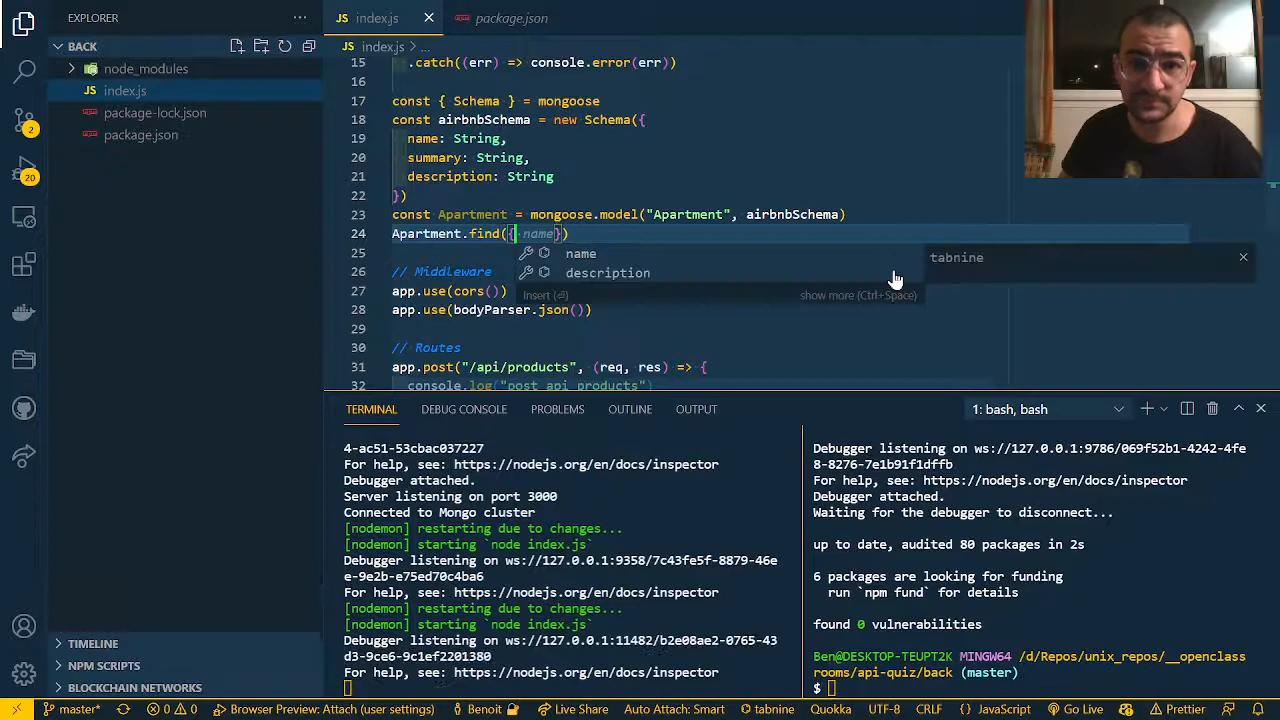 EXPLORER
BACK
node_modules
JS index.js
package-lock.json
package.json
TIMELINE
NPM SCRIPTS
BLOCKCHAIN NETWORKS
2
20
JS index.js
package.json
JS index.js > ...
15 .catch((err) => console.error(err))
16
17 const { Schema } = mongoose
18 const airbnbSchema = new Schema({
19 name: String,
20 summary: String,
21 description: String
22 })
23 const Apartment = mongoose.model("Apartment", airbnbSchema)
24 Apartment.find({ name})
name
description
Insert (⏎)
show more (Ctrl+Space)
tabnine
25
26 // Middleware
27 app.use(cors())
28 app.use(bodyParser.json())
29
30 // Routes
31 app.post("/api/products", (req, res) => {
32 console.log("post api products")
TERMINAL
DEBUG CONSOLE
PROBLEMS
OUTLINE
OUTPUT
1: bash, bash
4-ac51-53cbac037227
For help, see: https://nodejs.org/en/docs/inspector
Debugger attached.
Server listening on port 3000
Connected to Mongo cluster
[nodemon] restarting due to changes...
[nodemon] starting `node index.js`
Debugger listening on ws://127.0.0.1:9358/7c43fe5f-8879-46e
e-9e2b-e75ed70c4ba6
For help, see: https://nodejs.org/en/docs/inspector
[nodemon] restarting due to changes...
[nodemon] starting `node index.js`
Debugger listening on ws://127.0.0.1:11482/b2e08ae2-0765-43
d3-9ce6-9c1ef2201380
For help, see: https://nodejs.org/en/docs/inspector
Debugger listening on ws://127.0.0.1:9786/069f52b1-4242-4fe
8-8276-7e1b91f1dffb
For help, see: https://nodejs.org/en/docs/inspector
Debugger attached.
Waiting for the debugger to disconnect...
up to date, audited 80 packages in 2s
6 packages are looking for funding
run `npm fund` for details
found 0 vulnerabilities
Ben@DESKTOP-TEUPT2K MINGW64 /d/Repos/unix_repos/__openclass
rooms/api-quiz/back (master)
$
master*
0
0
Browser Preview: Attach (user settings)
Benoit
Live Share
Auto Attach: Smart
tabnine
Quokka
UTF-8
CRLF
JavaScript
Go Live
Prettier